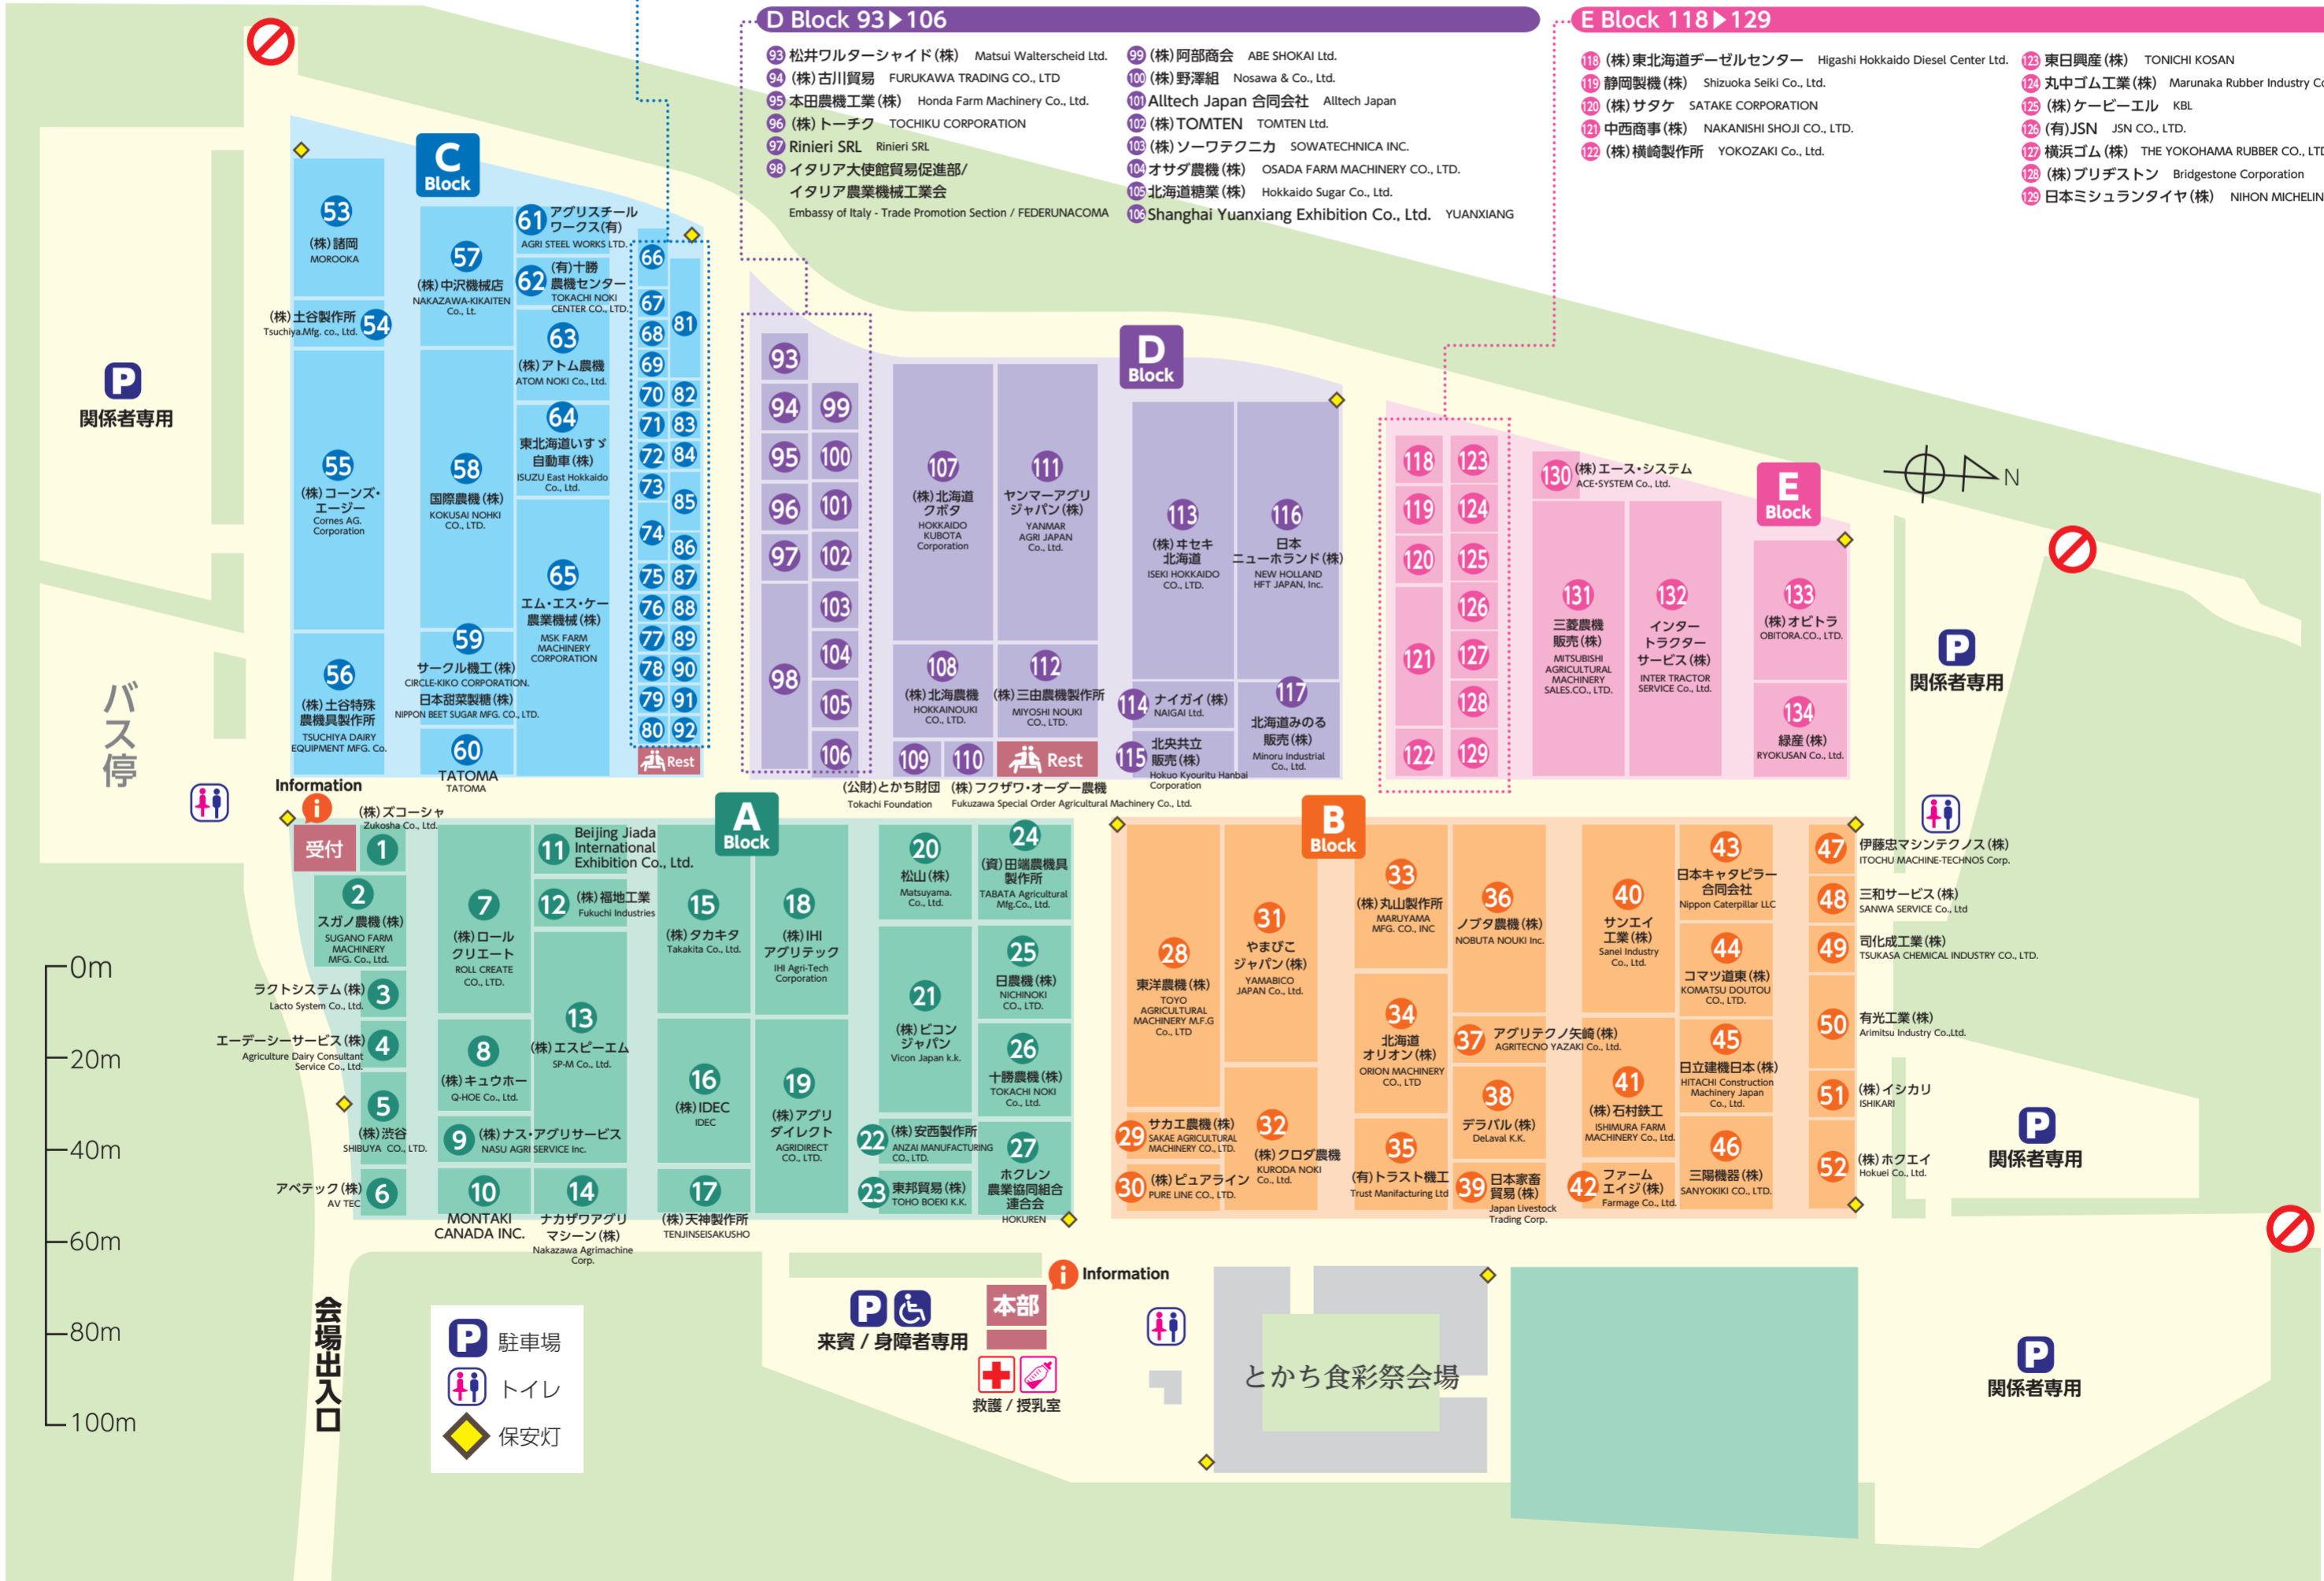 D Block 93▶106
93 松井ワルターシャイド(株) Matsui Walterscheid Ltd.
94 (株)古川貿易 FURUKAWA TRADING CO., LTD
95 本田農機工業(株) Honda Farm Machinery Co., Ltd.
96 (株)トーチク TOCHIKU CORPORATION
97 Rinieri SRL Rinieri SRL
98 イタリア大使館貿易促進部/
イタリア農業機械工業会
Embassy of Italy - Trade Promotion Section / FEDERUNACOMA
99 (株)阿部商会 ABE SHOKAI Ltd.
100 (株)野澤組 Nosawa & Co., Ltd.
101 Alltech Japan 合同会社 Alltech Japan
102 (株)TOMTEN TOMTEN Ltd.
103 (株)ソーワテクニカ SOWATECHNICA INC.
104 オサダ農機(株) OSADA FARM MACHINERY CO., LTD.
105 北海道糖業(株) Hokkaido Sugar Co., Ltd.
106 Shanghai Yuanxiang Exhibition Co., Ltd. YUANXIANG
E Block 118▶129
118 (株)東北海道ヂーゼルセンター Higashi Hokkaido Diesel Center Ltd.
119 静岡製機(株) Shizuoka Seiki Co., Ltd.
120 (株)サタケ SATAKE CORPORATION
121 中西商事(株) NAKANISHI SHOJI CO., LTD.
122 (株)横崎製作所 YOKOZAKI Co., Ltd.
123 東日興産(株) TONICHI KOSAN
124 丸中ゴム工業(株) Marunaka Rubber Industry Co
125 (株)ケービーエル KBL
126 (有)JSN JSN CO., LTD.
127 横浜ゴム(株) THE YOKOHAMA RUBBER CO., LTD
128 (株)ブリヂストン Bridgestone Corporation
129 日本ミシュランタイヤ(株) NIHON MICHELIN
C
Block
53
(株)諸岡
MOROOKA
(株)土谷製作所
Tsuchiya.Mfg. co., Ltd.
54
55
(株)コーンズ・
エージー
Cornes AG.
Corporation
56
(株)土谷特殊
農機具製作所
TSUCHIYA DAIRY
EQUIPMENT MFG. Co.
57
(株)中沢機械店
NAKAZAWA-KIKAITEN
Co., Lt.
58
国際農機(株)
KOKUSAI NOHKI
CO., LTD.
59
サークル機工(株)
CIRCLE-KIKO CORPORATION.
日本甜菜製糖(株)
NIPPON BEET SUGAR MFG. CO., LTD.
60
TATOMA
TATOMA
61
アグリスチール
ワークス(有)
AGRI STEEL WORKS LTD.
62
(有)十勝
農機センター
TOKACHI NOKI
CENTER CO., LTD.
63
(株)アトム農機
ATOM NOKI Co., Ltd.
64
東北海道いすゞ
自動車(株)
ISUZU East Hokkaido
Co., Ltd.
65
エム・エス・ケー
農業機械(株)
MSK FARM
MACHINERY
CORPORATION
66
67
68
69
70
71
72
73
74
75
76
77
78
79
80
81
82
83
84
85
86
87
88
89
90
91
92
Rest
D
Block
93
94
95
96
97
98
99
100
101
102
103
104
105
106
107
(株)北海道
クボタ
HOKKAIDO
KUBOTA
Corporation
108
(株)北海農機
HOKKAINOUKI
CO., LTD.
109
(公財)とかち財団
Tokachi Foundation
110
(株)フクザワ・オーダー農機
Fukuzawa Special Order Agricultural Machinery Co., Ltd.
111
ヤンマーアグリ
ジャパン(株)
YANMAR
AGRI JAPAN
Co., Ltd.
112
(株)三由農機製作所
MIYOSHI NOUKI
CO., LTD.
Rest
113
(株)ヰセキ
北海道
ISEKI HOKKAIDO
CO., LTD.
114
ナイガイ(株)
NAIGAI Ltd.
115
北央共立
販売(株)
Hokuo Kyouritu Hanbai
Corporation
116
日本
ニューホランド(株)
NEW HOLLAND
HFT JAPAN, Inc.
117
北海道みのる
販売(株)
Minoru Industrial
Co., Ltd.
E
Block
118
119
120
121
122
123
124
125
126
127
128
129
130
(株)エース・システム
ACE-SYSTEM Co., Ltd.
131
三菱農機
販売(株)
MITSUBISHI
AGRICULTURAL
MACHINERY
SALES.CO., LTD.
132
インター
トラクター
サービス(株)
INTER TRACTOR
SERVICE Co., Ltd.
133
(株)オビトラ
OBITORA.CO., LTD.
134
緑産(株)
RYOKUSAN Co., Ltd.
N
P
関係者専用
バス停
P
関係者専用
Information
i
受付
A
Block
1
(株)ズコーシャ
Zukosha Co., Ltd.
2
スガノ農機(株)
SUGANO FARM
MACHINERY
MFG. Co., Ltd.
ラクトシステム(株)
Lacto System Co., Ltd.
3
エーデーシーサービス(株)
Agriculture Dairy Consultant
Service Co., Ltd.
4
5
(株)渋谷
SHIBUYA CO., LTD.
アベテック(株)
AV TEC
6
7
(株)ロール
クリエート
ROLL CREATE
CO., LTD.
8
(株)キュウホー
Q-HOE Co., Ltd.
9
(株)ナス・アグリサービス
NASU AGRI SERVICE Inc.
10
MONTAKI
CANADA INC.
11
Beijing Jiada
International
Exhibition Co., Ltd.
12
(株)福地工業
Fukuchi Industries
13
(株)エスピーエム
SP-M Co., Ltd.
14
ナカザワアグリ
マシーン(株)
Nakazawa Agrimachine
Corp.
15
(株)タカキタ
Takakita Co., Ltd.
16
(株)IDEC
IDEC
17
(株)天神製作所
TENJINSEISAKUSHO
18
(株)IHI
アグリテック
IHI Agri-Tech
Corporation
19
(株)アグリ
ダイレクト
AGRIDIRECT
CO., LTD.
20
松山(株)
Matsuyama.
Co., Ltd.
21
(株)ビコン
ジャパン
Vicon Japan k.k.
22
(株)安西製作所
ANZAI MANUFACTURING
CO., LTD.
23
東邦貿易(株)
TOHO BOEKI K.K.
24
(資)田端農機具
製作所
TABATA Agricultural
Mfg.Co., Ltd.
25
日農機(株)
NICHINOKI
CO., LTD.
26
十勝農機(株)
TOKACHI NOKI
Co., Ltd.
27
ホクレン
農業協同組合
連合会
HOKUREN
B
Block
28
東洋農機(株)
TOYO
AGRICULTURAL
MACHINERY M.F.G
Co., LTD
29
サカエ農機(株)
SAKAE AGRICULTURAL
MACHINERY CO., LTD.
30
(株)ピュアライン
PURE LINE CO., LTD.
31
やまびこ
ジャパン(株)
YAMABICO
JAPAN Co., Ltd.
32
(株)クロダ農機
KURODA NOKI
Co., Ltd.
33
(株)丸山製作所
MARUYAMA
MFG. CO., INC
34
北海道
オリオン(株)
ORION MACHINERY
CO., LTD
35
(有)トラスト機工
Trust Manifacturing Ltd
36
ノブタ農機(株)
NOBUTA NOUKI Inc.
37
アグリテクノ矢崎(株)
AGRITECNO YAZAKI Co., Ltd.
38
デラバル(株)
DeLaval K.K.
39
日本家畜
貿易(株)
Japan Livestock
Trading Corp.
40
サンエイ
工業(株)
Sanei Industry
Co., Ltd.
41
(株)石村鉄工
ISHIMURA FARM
MACHINERY Co., Ltd.
42
ファーム
エイジ(株)
Farmage Co., Ltd.
43
日本キャタピラー
合同会社
Nippon Caterpillar LLC
44
コマツ道東(株)
KOMATSU DOUTOU
CO., LTD.
45
日立建機日本(株)
HITACHI Construction
Machinery Japan
Co., Ltd.
46
三陽機器(株)
SANYOKIKI CO., LTD.
47
伊藤忠マシンテクノス(株)
ITOCHU MACHINE-TECHNOS Corp.
48
三和サービス(株)
SANWA SERVICE Co., Ltd
49
司化成工業(株)
TSUKASA CHEMICAL INDUSTRY CO., LTD.
50
有光工業(株)
Arimitsu Industry Co.,Ltd.
51
(株)イシカリ
ISHIKARI
52
(株)ホクエイ
Hokuei Co., Ltd.
P
関係者専用
0m
20m
40m
60m
80m
100m
会場出入口
P 駐車場
トイレ
保安灯
P
来賓 / 身障者専用
i Information
本部
救護 / 授乳室
とかち食彩祭会場
P
関係者専用